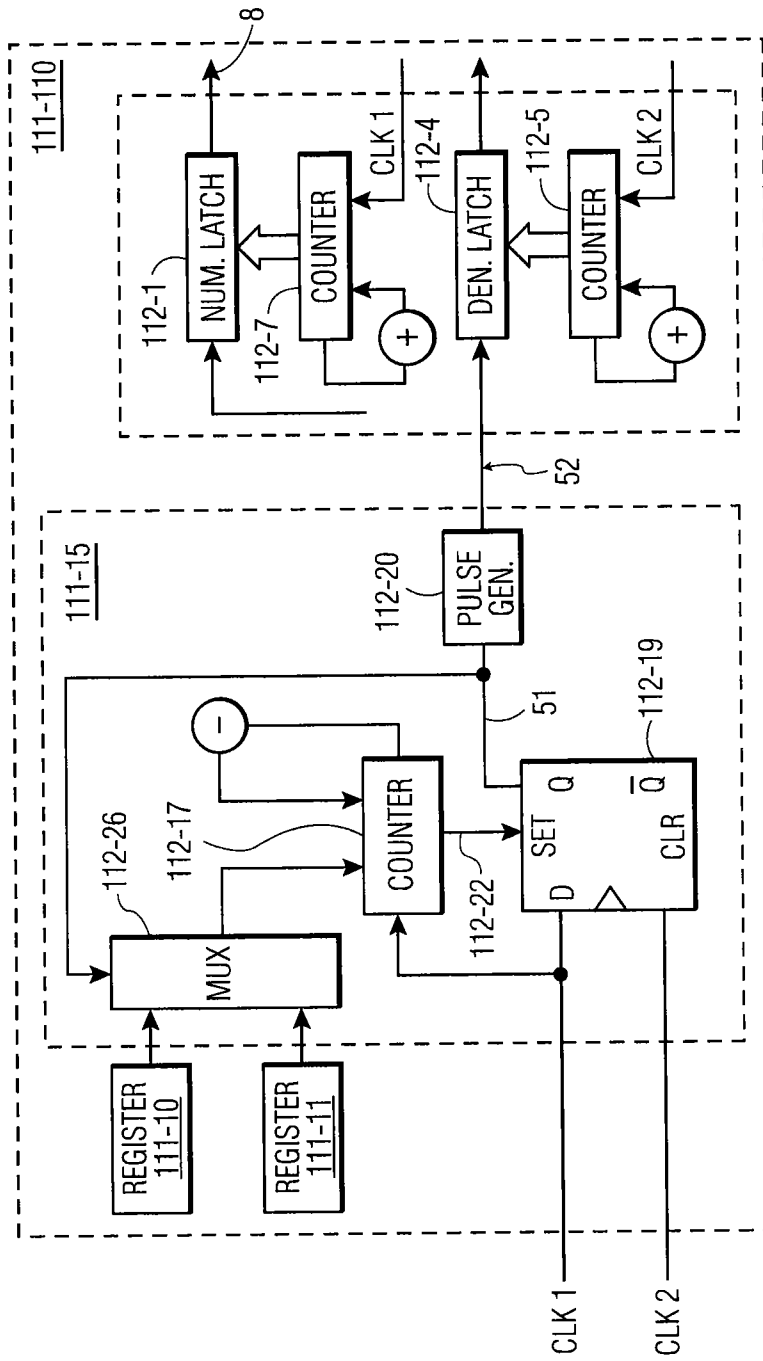 111-110
8
112-1
NUM. LATCH
112-7
COUNTER
+
CLK 1
112-4
DEN. LATCH
112-5
COUNTER
+
CLK 2
52
111-15
112-20
PULSE
GEN.
51
112-26
MUX
-
112-17
COUNTER
112-22
112-19
D
SET
Q
Q
CLR
REGISTER
111-10
REGISTER
111-11
CLK 1
CLK 2